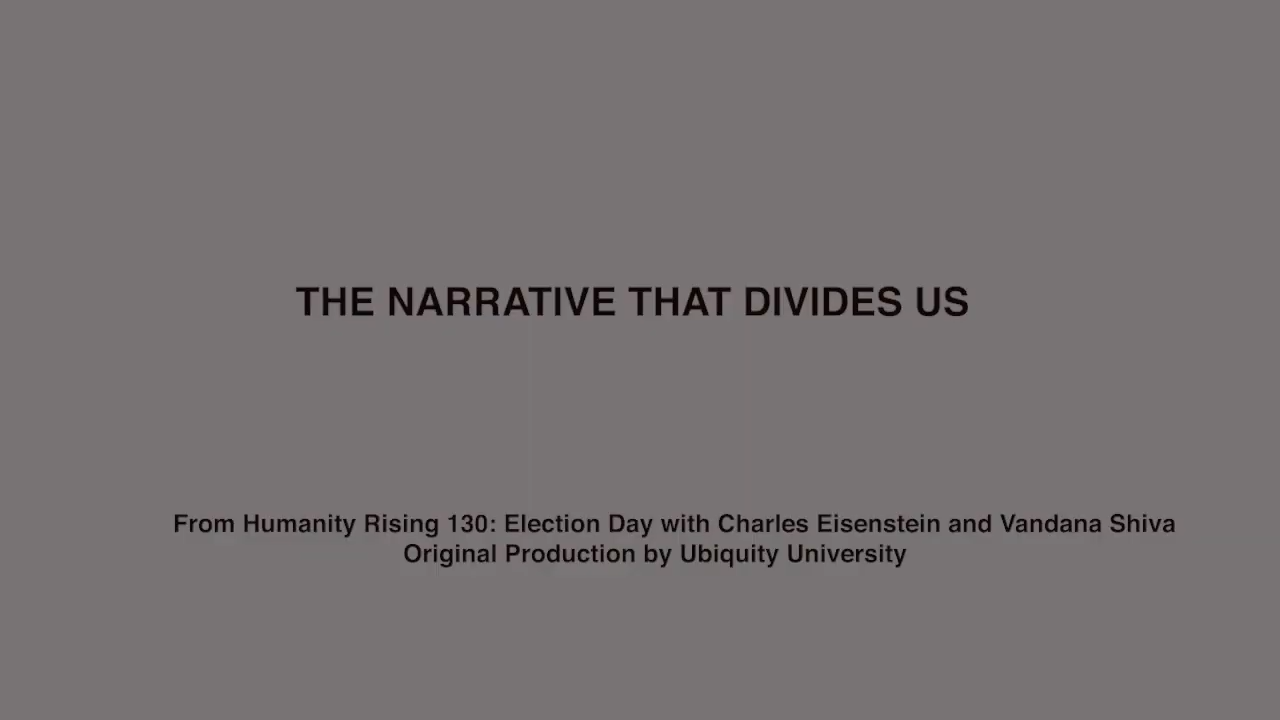 THE NARRATIVE THAT DIVIDES US
From Humanity Rising 130: Election Day with Charles Eisenstein and Vandana Shiva
Original Production by Ubiquity University